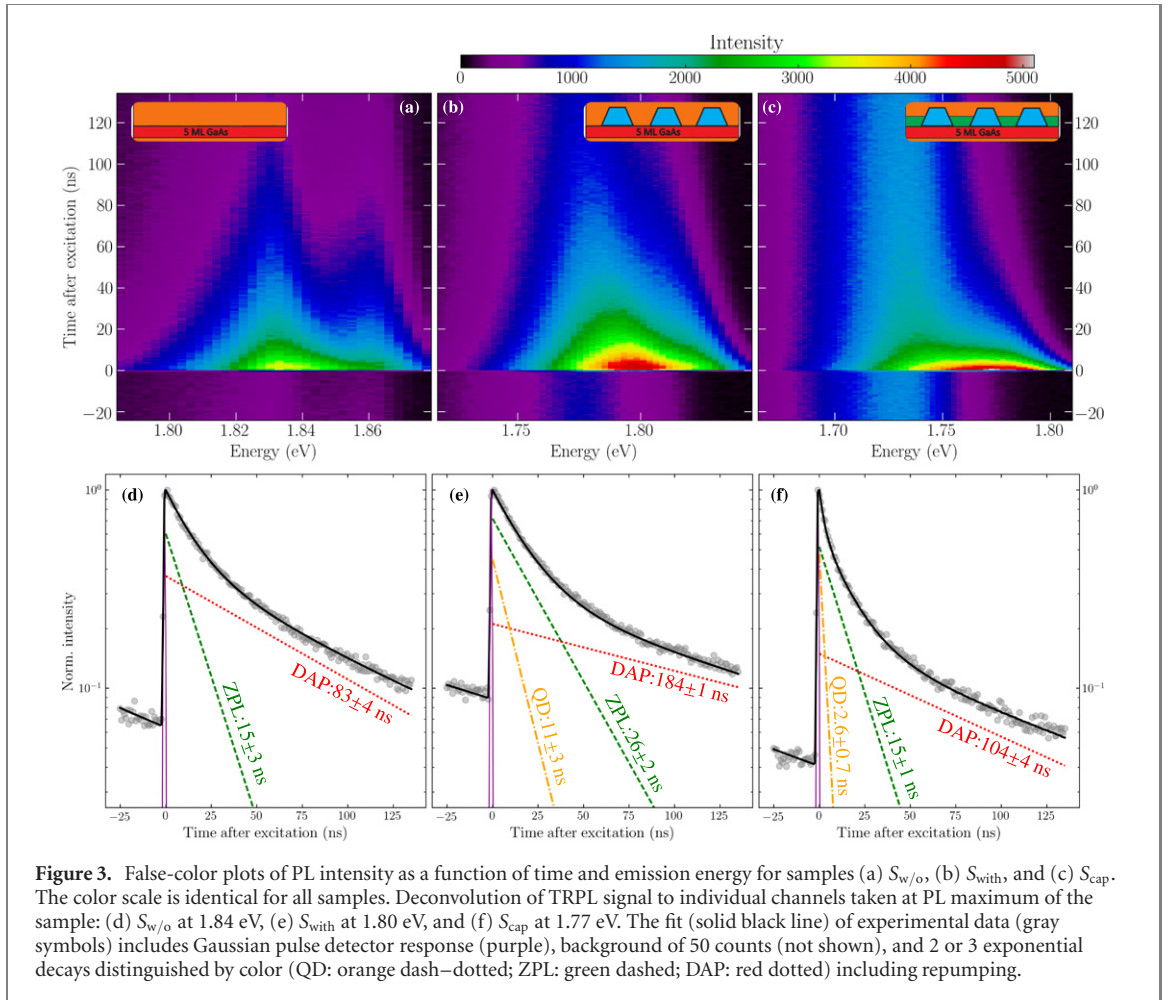 Intensity
0 1000 2000 3000 4000 5000
(a) (b) (c)
5 ML GaAs 5 ML GaAs 5 ML GaAs
Time after excitation (ns)
120 120
100 100
80 80
60 60
40 40
20 20
0 0
−20 −20
1.80 1.82 1.84 1.86 1.75 1.80 1.70 1.75 1.80
Energy (eV) Energy (eV) Energy (eV)
(d) (e) (f)
Norm. intensity
10⁰ 10⁰
10⁻¹ 10⁻¹
DAP:83±4 ns
ZPL:15±3 ns
DAP:184±1 ns
QD:11±3 ns
ZPL:26±2 ns
QD:2.6±0.7 ns
ZPL:15±1 ns
DAP:104±4 ns
−25 0 25 50 75 100 125 −25 0 25 50 75 100 125 −25 0 25 50 75 100 125
Time after excitation (ns) Time after excitation (ns) Time after excitation (ns)
Figure 3. False-color plots of PL intensity as a function of time and emission energy for samples (a) S_w/o, (b) S_with, and (c) S_cap.
The color scale is identical for all samples. Deconvolution of TRPL signal to individual channels taken at PL maximum of the
sample: (d) S_w/o at 1.84 eV, (e) S_with at 1.80 eV, and (f) S_cap at 1.77 eV. The fit (solid black line) of experimental data (gray
symbols) includes Gaussian pulse detector response (purple), background of 50 counts (not shown), and 2 or 3 exponential
decays distinguished by color (QD: orange dash–dotted; ZPL: green dashed; DAP: red dotted) including repumping.